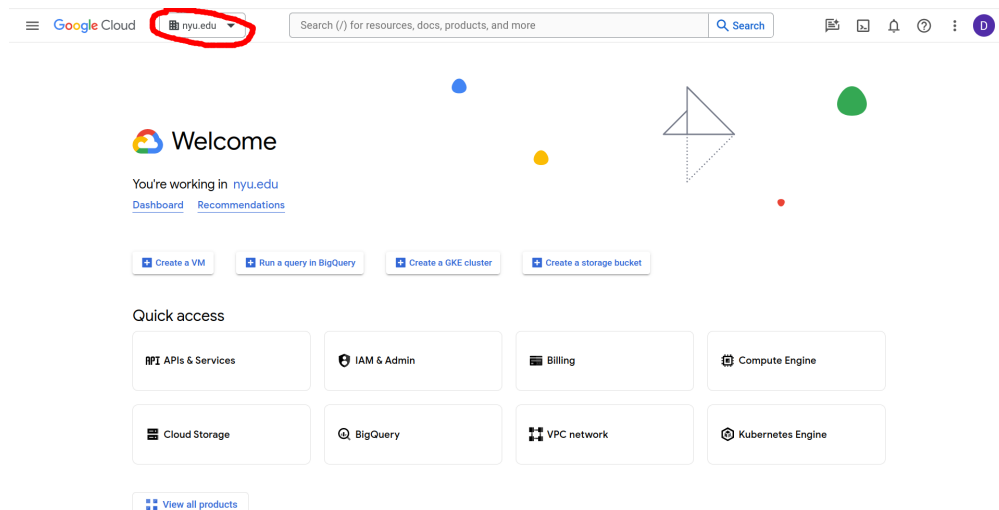 Google Cloud
nyu.edu
Search (/) for resources, docs, products, and more
Search
D
Welcome
You're working in nyu.edu
Dashboard Recommendations
Create a VM
Run a query in BigQuery
Create a GKE cluster
Create a storage bucket
Quick access
API APIs & Services
IAM & Admin
Billing
Compute Engine
Cloud Storage
BigQuery
VPC network
Kubernetes Engine
View all products